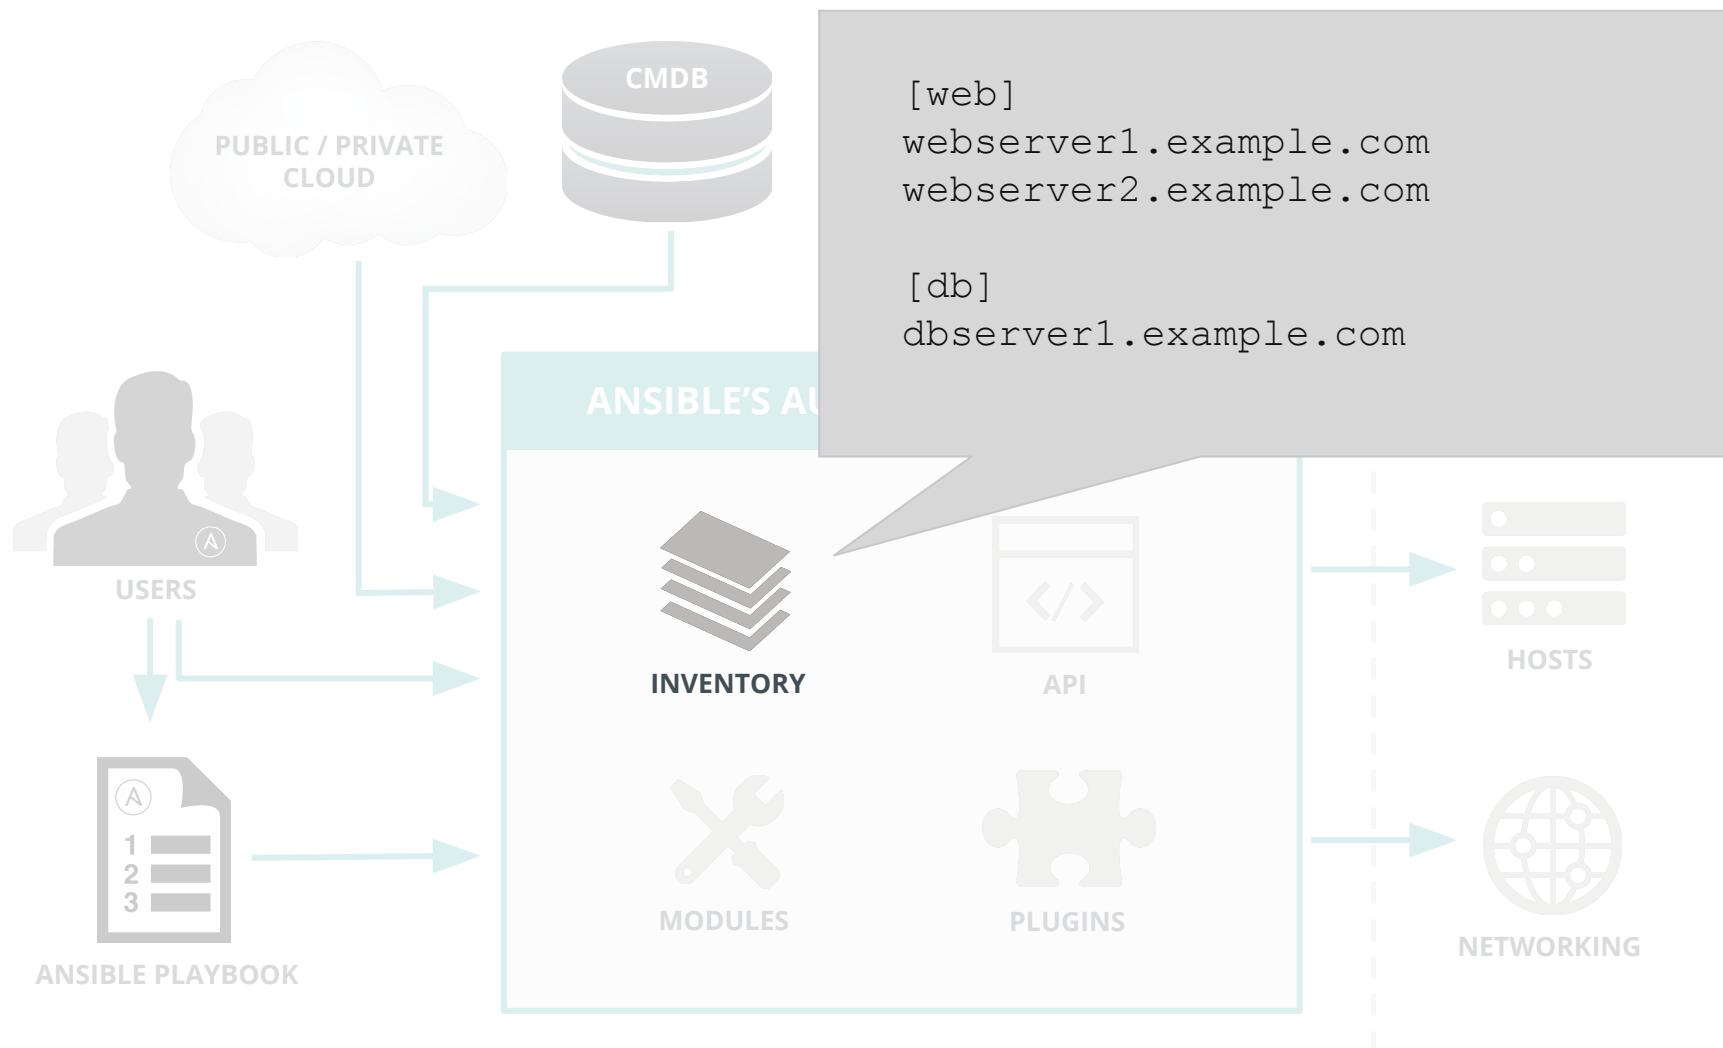 PUBLIC / PRIVATE
CLOUD
CMDB
[web]
webserver1.example.com
webserver2.example.com
[db]
dbserver1.example.com
ANSIBLE'S
USERS
INVENTORY
API
HOSTS
1
2
3
MODULES
PLUGINS
NETWORKING
ANSIBLE PLAYBOOK